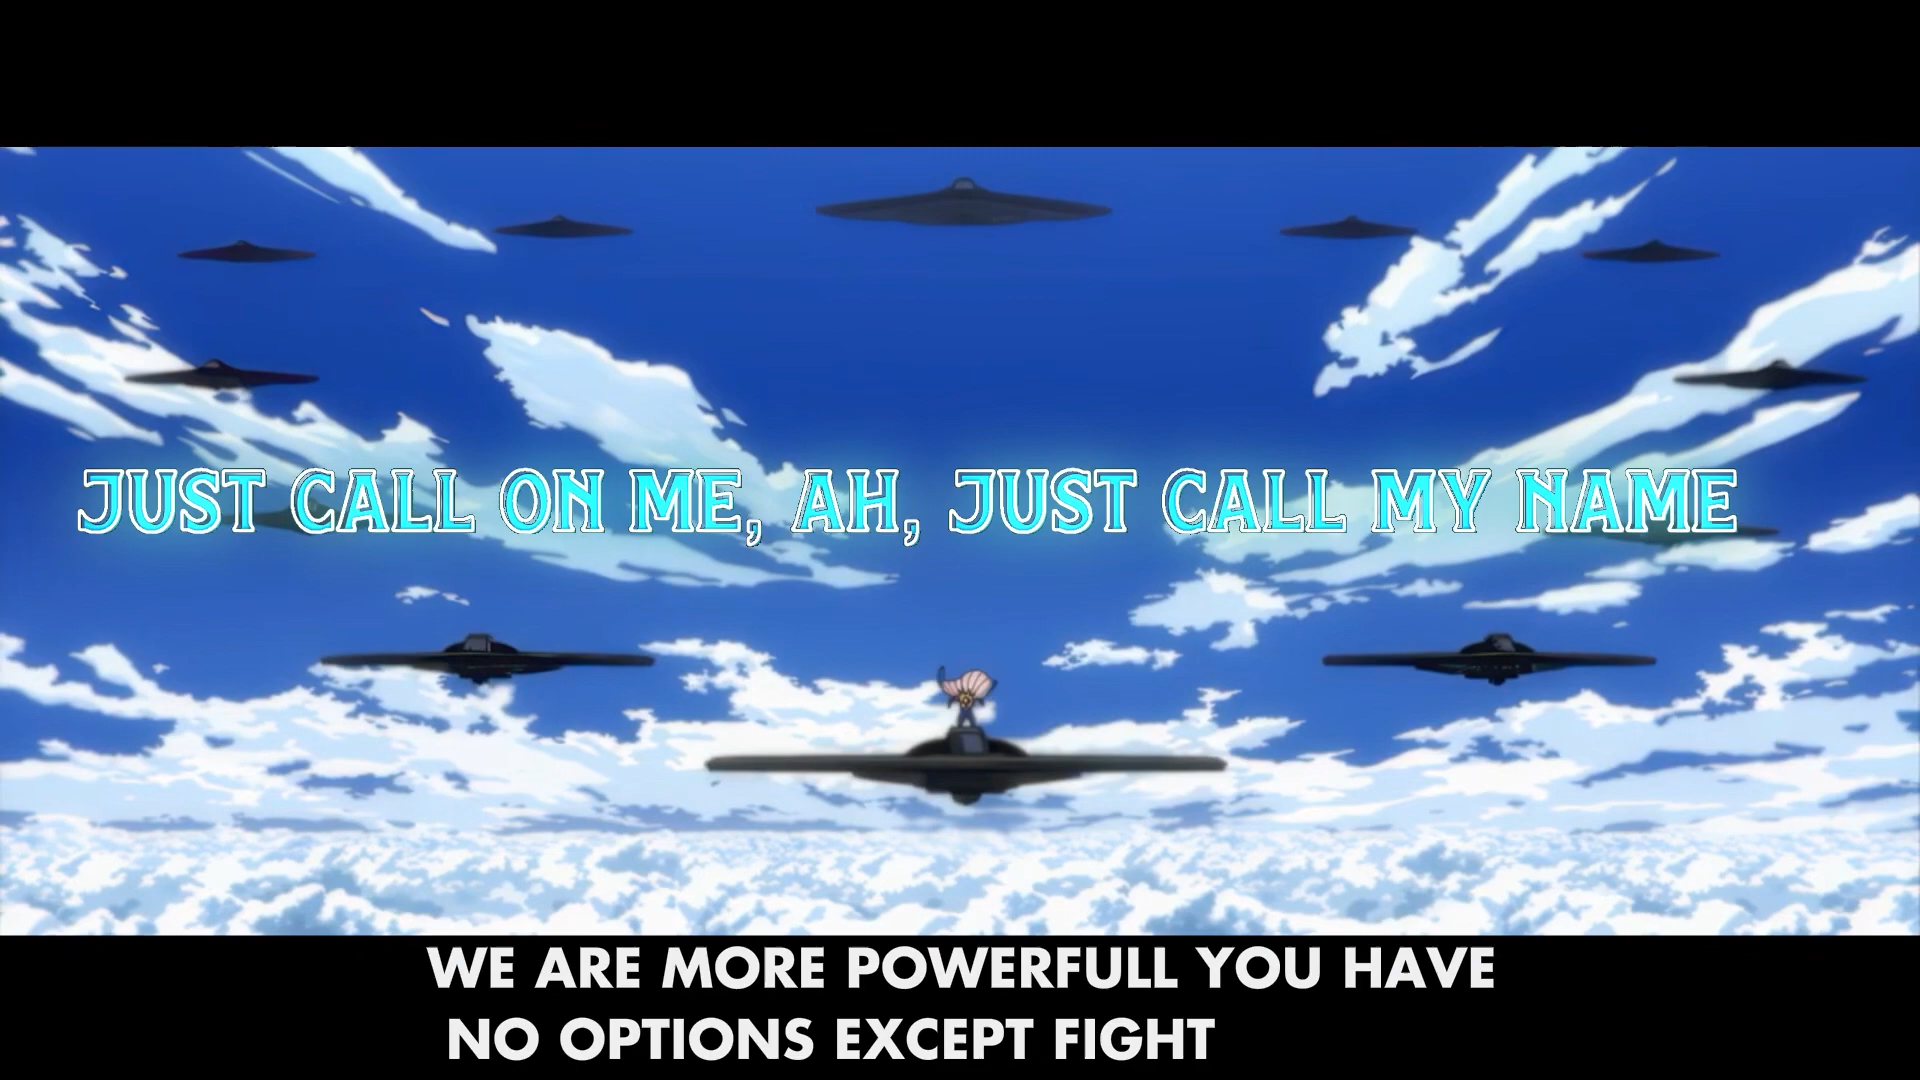 JUST CALL ON ME, AH, JUST CALL MY NAME
WE ARE MORE POWERFULL YOU HAVE
NO OPTIONS EXCEPT FIGHT